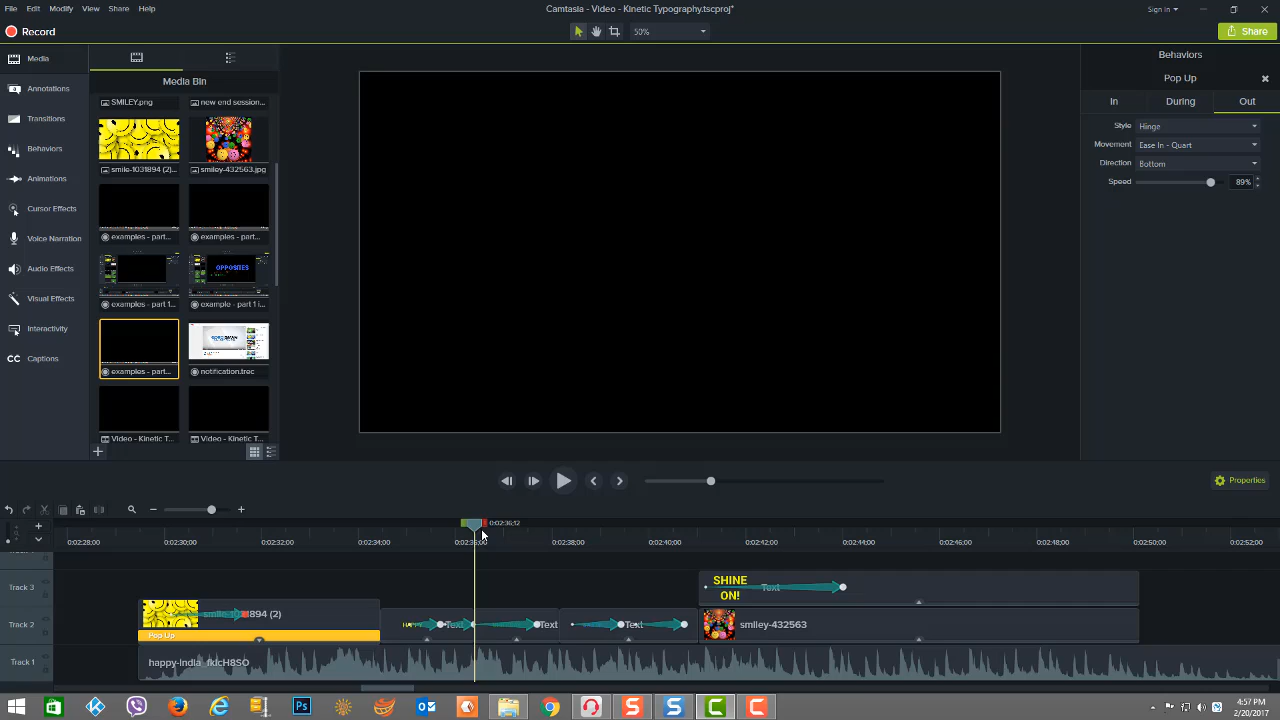 File Edit Modify View Share Help
Camtasia - Video - Kinetic Typography.tscproj*
Sign in
Record
50%
Share
Media
Annotations
Transitions
Behaviors
Animations
Cursor Effects
Voice Narration
Audio Effects
Visual Effects
Interactivity
CC Captions
Media Bin
SMILEY.png
new end session...
smile-1031894 (2)...
smiley-432563.jpg
examples - part...
examples - part...
OPPOSITES
examples - part 1...
example - part 1 i...
examples - part...
notification.trec
Video - Kinetic T...
Video - Kinetic T...
Behaviors
Pop Up
In During Out
Style Hinge
Movement Ease In - Quart
Direction Bottom
Speed 89%
Properties
0:02:36;12
0:02:28;00 0:02:30;00 0:02:32;00 0:02:34;00 0:02:36;00 0:02:38;00 0:02:40;00 0:02:42;00 0:02:44;00 0:02:46;00 0:02:48;00 0:02:50;00 0:02:52;00
Track 3
SHINE ON!
Text
Track 2
smile-1031894 (2)
Pop Up
Text
Text
Text
smiley-432563
Track 1
happy-india_fkIcH8SO
4:57 PM
2/20/2017